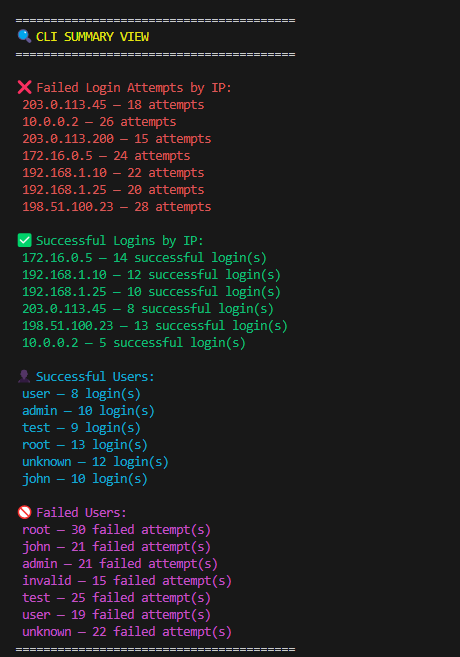 ========================================
🔍 CLI SUMMARY VIEW
========================================
❌ Failed Login Attempts by IP:
203.0.113.45 — 18 attempts
10.0.0.2 — 26 attempts
203.0.113.200 — 15 attempts
172.16.0.5 — 24 attempts
192.168.1.10 — 22 attempts
192.168.1.25 — 20 attempts
198.51.100.23 — 28 attempts
✅ Successful Logins by IP:
172.16.0.5 — 14 successful login(s)
192.168.1.10 — 12 successful login(s)
192.168.1.25 — 10 successful login(s)
203.0.113.45 — 8 successful login(s)
198.51.100.23 — 13 successful login(s)
10.0.0.2 — 5 successful login(s)
👤 Successful Users:
user — 8 login(s)
admin — 10 login(s)
test — 9 login(s)
root — 13 login(s)
unknown — 12 login(s)
john — 10 login(s)
🚫 Failed Users:
root — 30 failed attempt(s)
john — 21 failed attempt(s)
admin — 21 failed attempt(s)
invalid — 15 failed attempt(s)
test — 25 failed attempt(s)
user — 19 failed attempt(s)
unknown — 22 failed attempt(s)
========================================